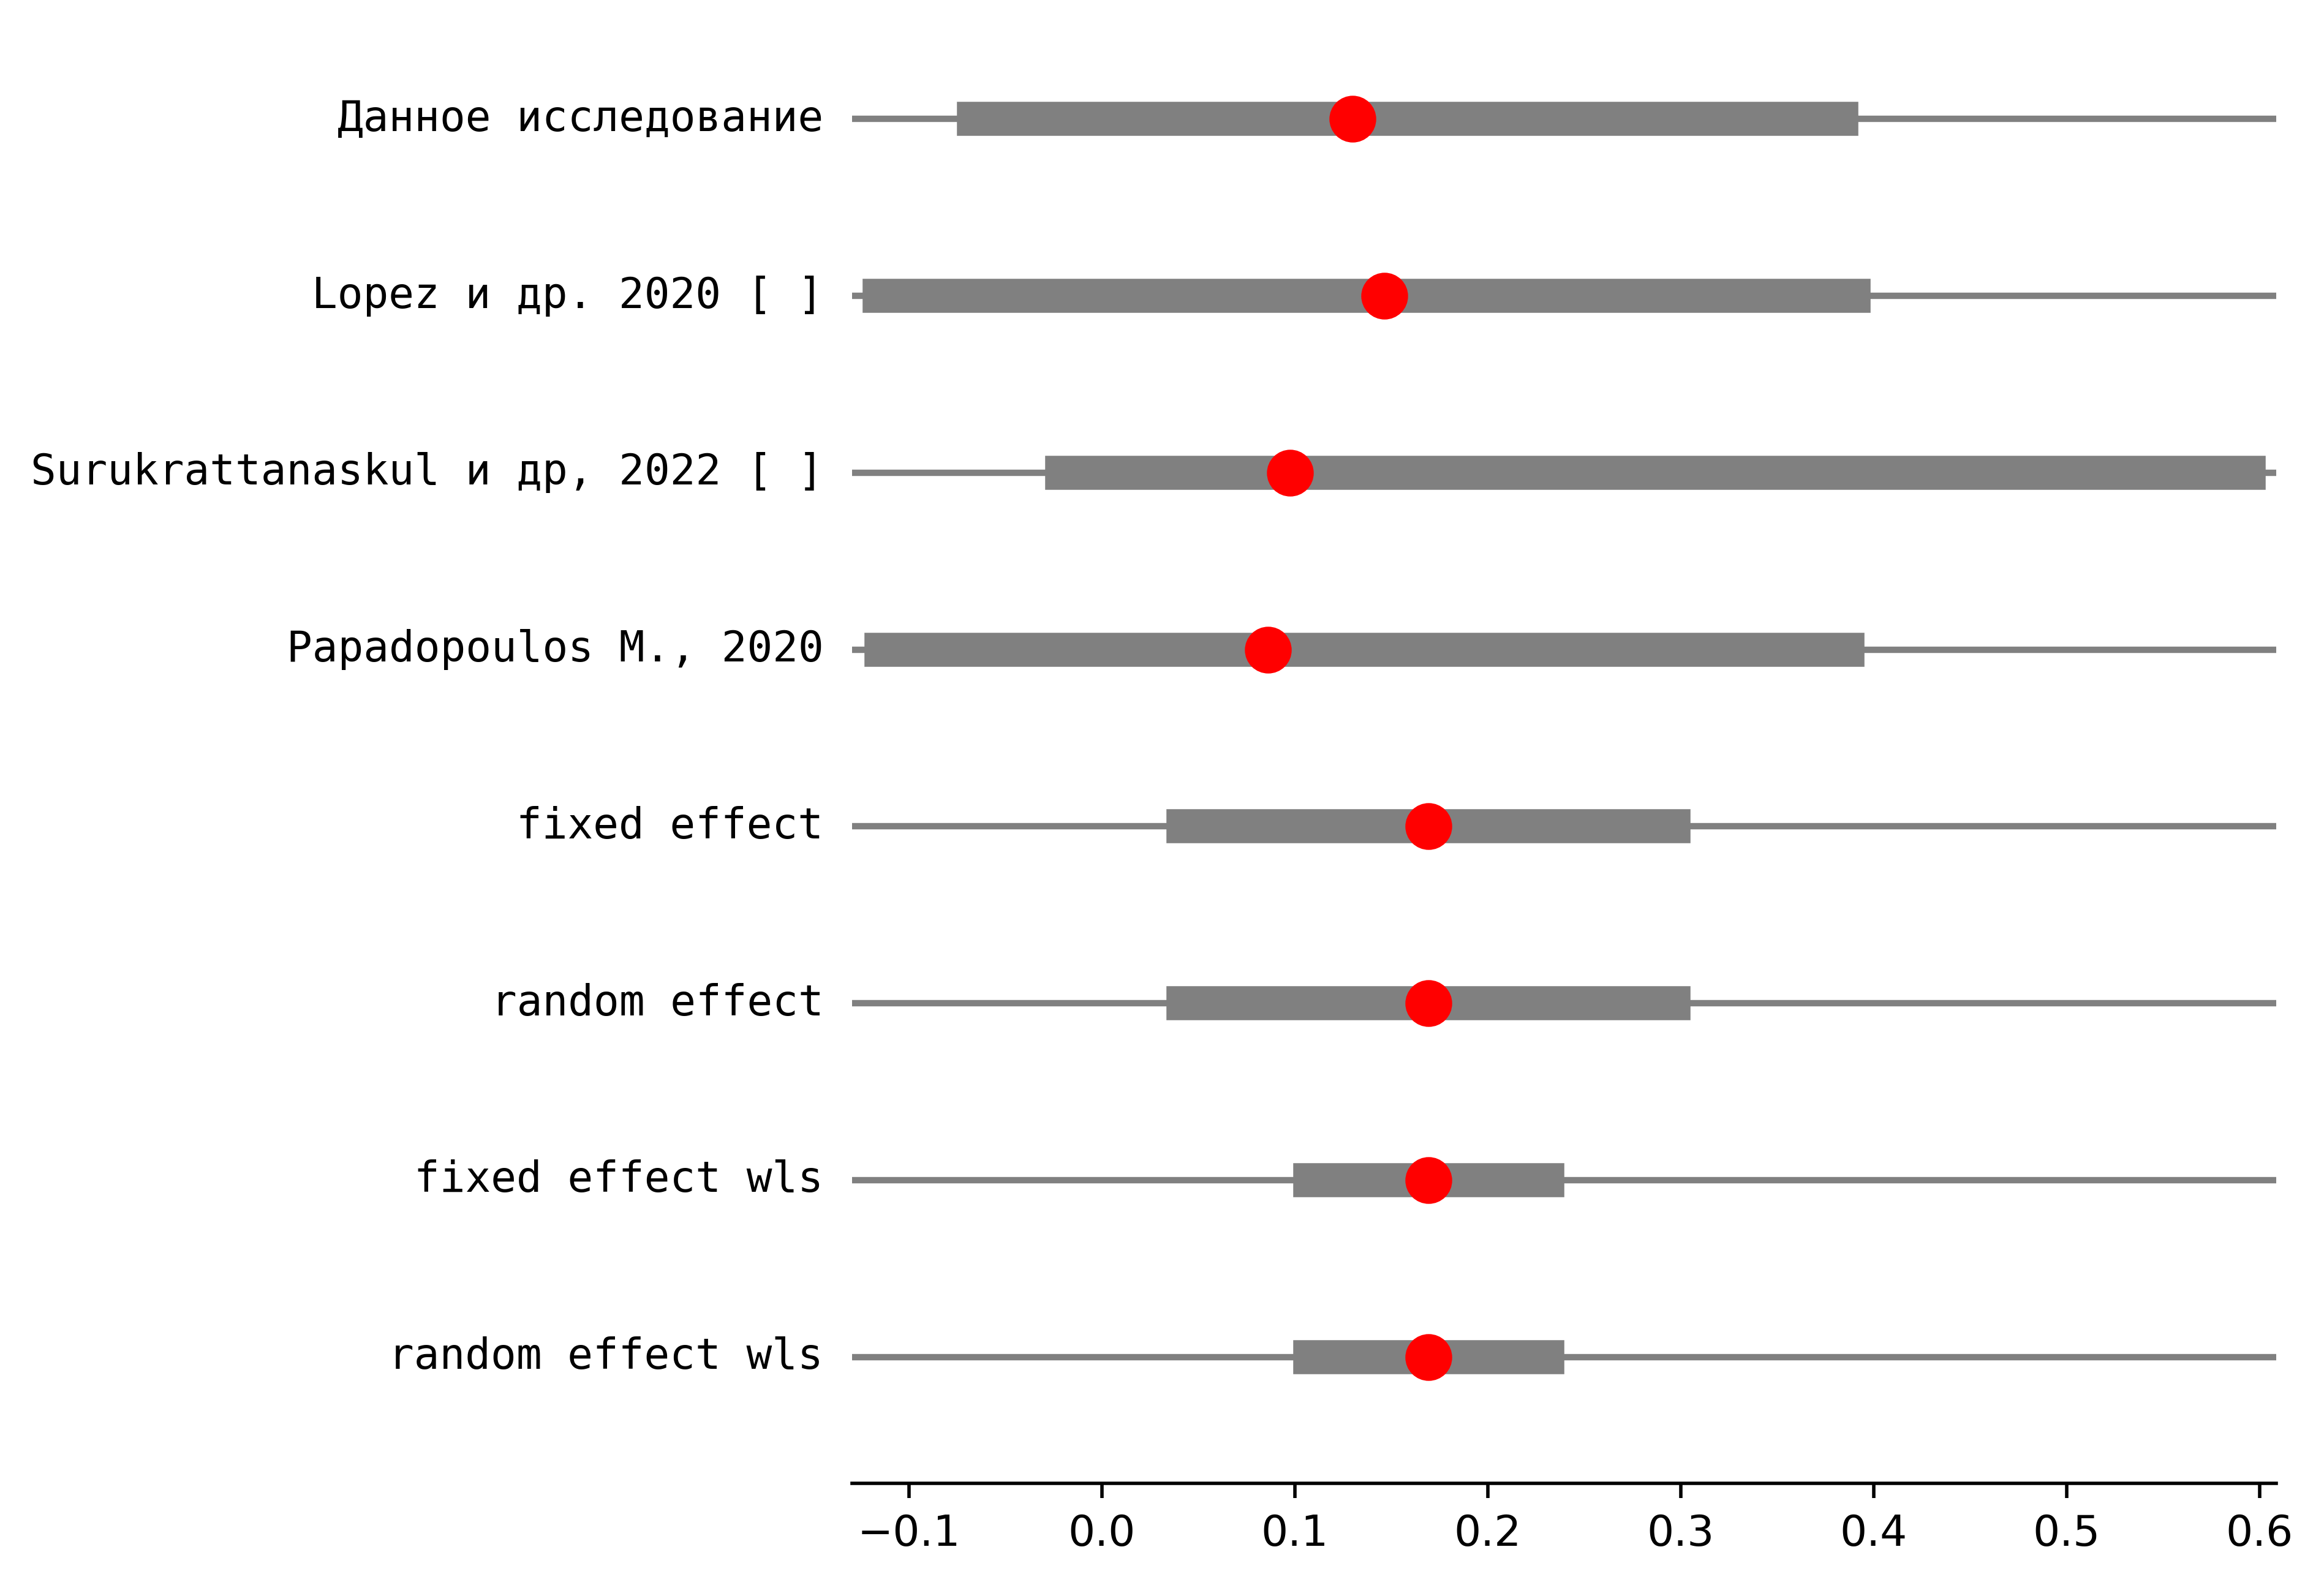 Данное исследование
Lopez и др. 2020 [ ]
Surukrattanaskul и др, 2022 [ ]
Papadopoulos M., 2020
fixed effect
random effect
fixed effect wls
random effect wls
−0.1 0.0 0.1 0.2 0.3 0.4 0.5 0.6